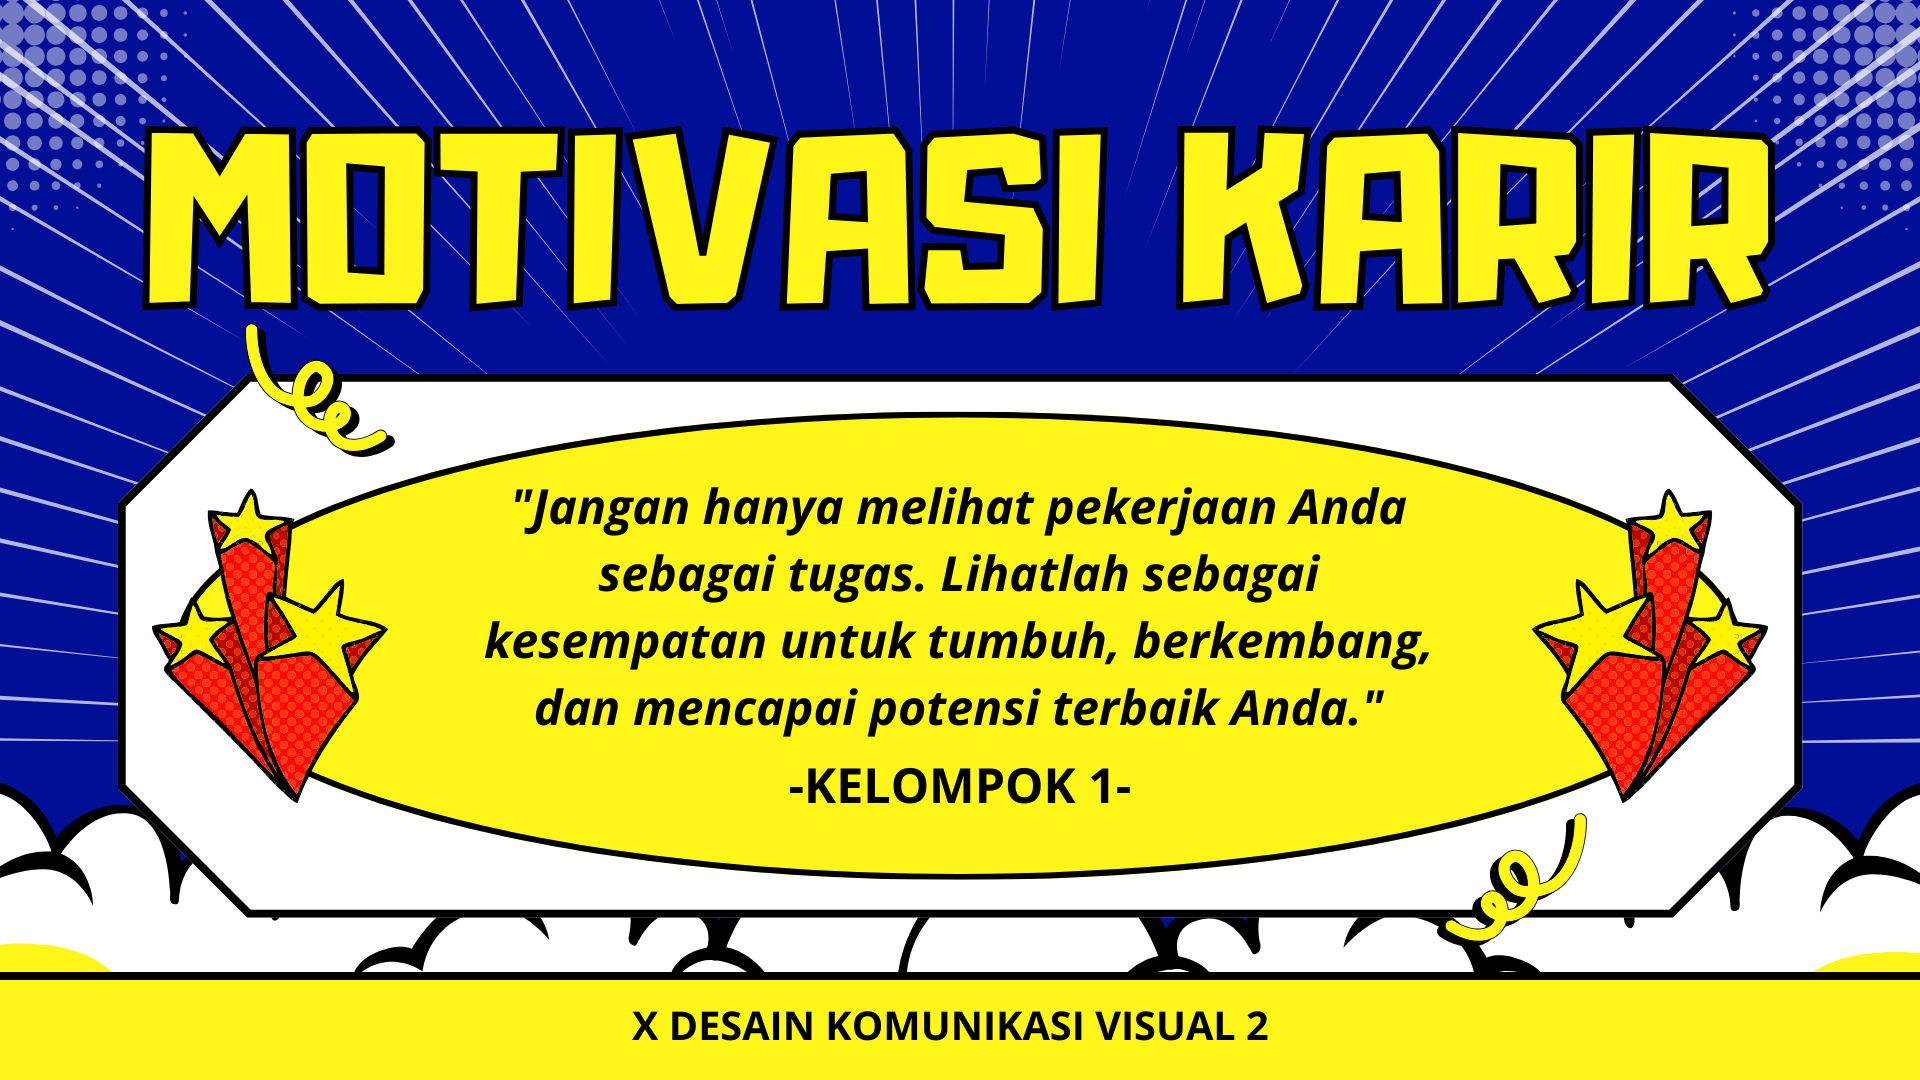 MOTIVASI KARIR
"Jangan hanya melihat pekerjaan Anda
sebagai tugas. Lihatlah sebagai
kesempatan untuk tumbuh, berkembang,
dan mencapai potensi terbaik Anda."
-KELOMPOK 1-
X DESAIN KOMUNIKASI VISUAL 2